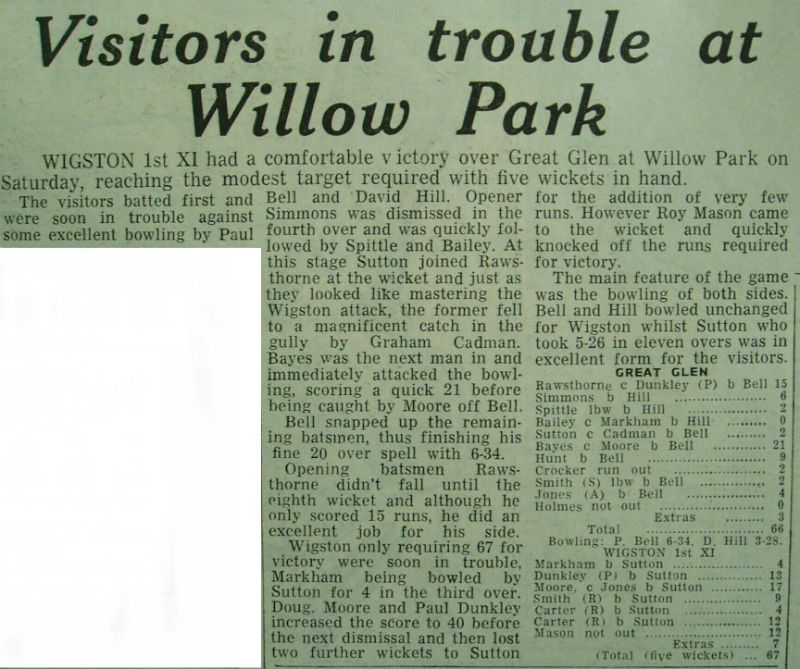 Visitors in trouble at
Willow Park
WIGSTON 1st XI had a comfortable victory over Great Glen at Willow Park on
Saturday, reaching the modest target required with five wickets in hand.
The visitors batted first and
were soon in trouble against
some excellent bowling by Paul
Bell and David Hill. Opener
Simmons was dismissed in the
fourth over and was quickly fol-
lowed by Spittle and Bailey. At
this stage Sutton joined Raws-
thorne at the wicket and just as
they looked like mastering the
Wigston attack, the former fell
to a magnificent catch in the
gully by Graham Cadman.
Bayes was the next man in and
immediately attacked the bowl-
ing, scoring a quick 21 before
being caught by Moore off Bell.
Bell snapped up the remain-
ing batsmen, thus finishing his
fine 20 over spell with 6-34.
Opening batsmen Raws-
thorne didn't fall until the
eighth wicket and although he
only scored 15 runs, he did an
excellent job for his side.
Wigston only requiring 67 for
victory were soon in trouble,
Markham being bowled by
Sutton for 4 in the third over.
Doug. Moore and Paul Dunkley
increased the score to 40 before
the next dismissal and then lost
two further wickets to Sutton
for the addition of very few
runs. However Roy Mason came
to the wicket and quickly
knocked off the runs required
for victory.
The main feature of the game
was the bowling of both sides.
Bell and Hill bowled unchanged
for Wigston whilst Sutton who
took 5-26 in eleven overs was in
excellent form for the visitors.
GREAT GLEN
Rawsthorne c Dunkley (P) b Bell 15
Simmons b Hill .................. 6
Spittle lbw b Hill ............... 2
Bailey c Markham b Hill ......... 0
Sutton c Cadman b Bell ......... 2
Bayes c Moore b Bell ............ 21
Hunt b Bell ..................... 9
Crocker run out .................. 2
Smith (S) lbw b Bell ............ 2
Jones (A) b Bell ................ 4
Holmes not out .................. 0
Extras ......... 3
Total .................. 66
Bowling: P. Bell 6-34, D. Hill 3-28.
WIGSTON 1st XI
Markham b Sutton ............... 4
Dunkley (P) b Sutton ............ 13
Moore, c Jones b Sutton ......... 17
Smith (R) b Sutton ............... 9
Carter (R) b Sutton ............ 4
Carter (R) b Sutton ............ 12
Mason not out .................. 12
Extras ......... 7
(Total (five wickets) ... 67